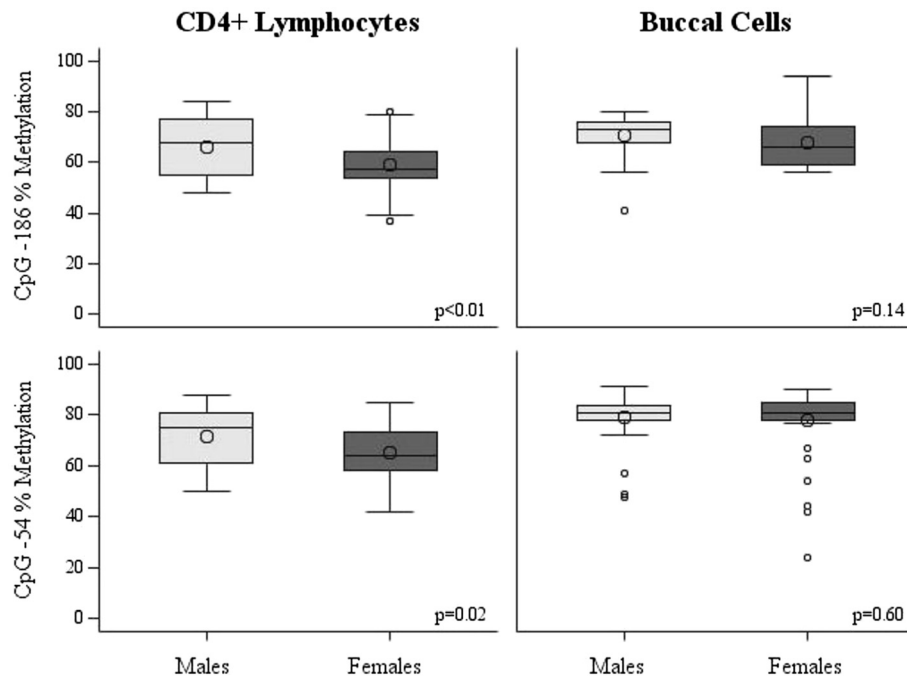 CD4+ Lymphocytes
Buccal Cells
CpG -186 % Methylation
100
80
60
40
20
0
p<0.01
p=0.14
CpG -54 % Methylation
100
80
60
40
20
0
p=0.02
p=0.60
Males
Females
Males
Females